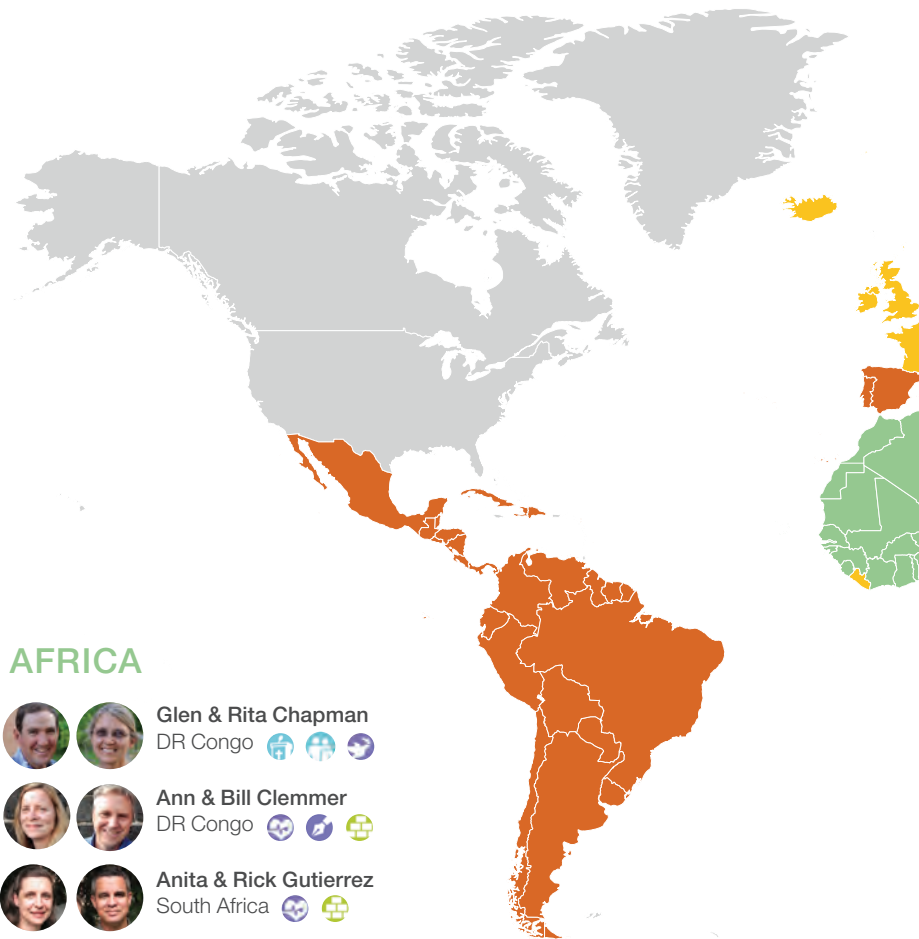 AFRICA
Glen & Rita Chapman
DR Congo
Ann & Bill Clemmer
DR Congo
Anita & Rick Gutierrez
South Africa